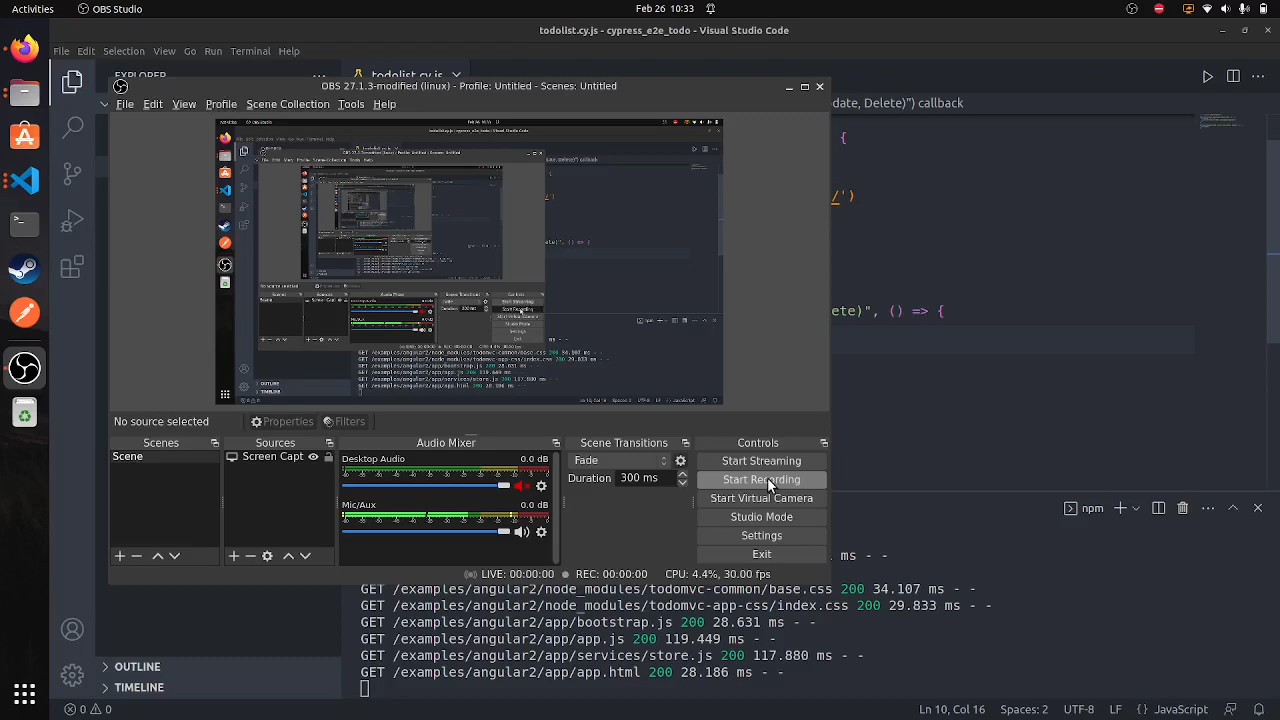 Activities
OBS Studio
Feb 26 10:33
todolist.cy.js - cypress_e2e_todo - Visual Studio Code
File Edit Selection View Go Run Terminal Help
EXPLORER
todolist.cy.js
OBS 27.1.3-modified (linux) - Profile: Untitled - Scenes: Untitled
File Edit View Profile Scene Collection Tools Help
date, Delete)") callback
{
/')
ete)", () => {
No source selected
Properties
Filters
Scenes
Scene
Sources
Screen Capt
Audio Mixer
Desktop Audio 0.0 dB
Mic/Aux 0.0 dB
Scene Transitions
Fade
Duration 300 ms
Controls
Start Streaming
Start Recording
Start Virtual Camera
Studio Mode
Settings
Exit
LIVE: 00:00:00 REC: 00:00:00 CPU: 4.4%, 30.00 fps
npm
ms - -
GET /examples/angular2/node_modules/todomvc-common/base.css 200 34.107 ms - -
GET /examples/angular2/node_modules/todomvc-app-css/index.css 200 29.833 ms - -
GET /examples/angular2/app/bootstrap.js 200 28.631 ms - -
GET /examples/angular2/app/app.js 200 119.449 ms - -
GET /examples/angular2/app/services/store.js 200 117.880 ms - -
GET /examples/angular2/app/app.html 200 28.186 ms - -
OUTLINE
TIMELINE
0 0
Ln 10, Col 16 Spaces: 2 UTF-8 LF {} JavaScript